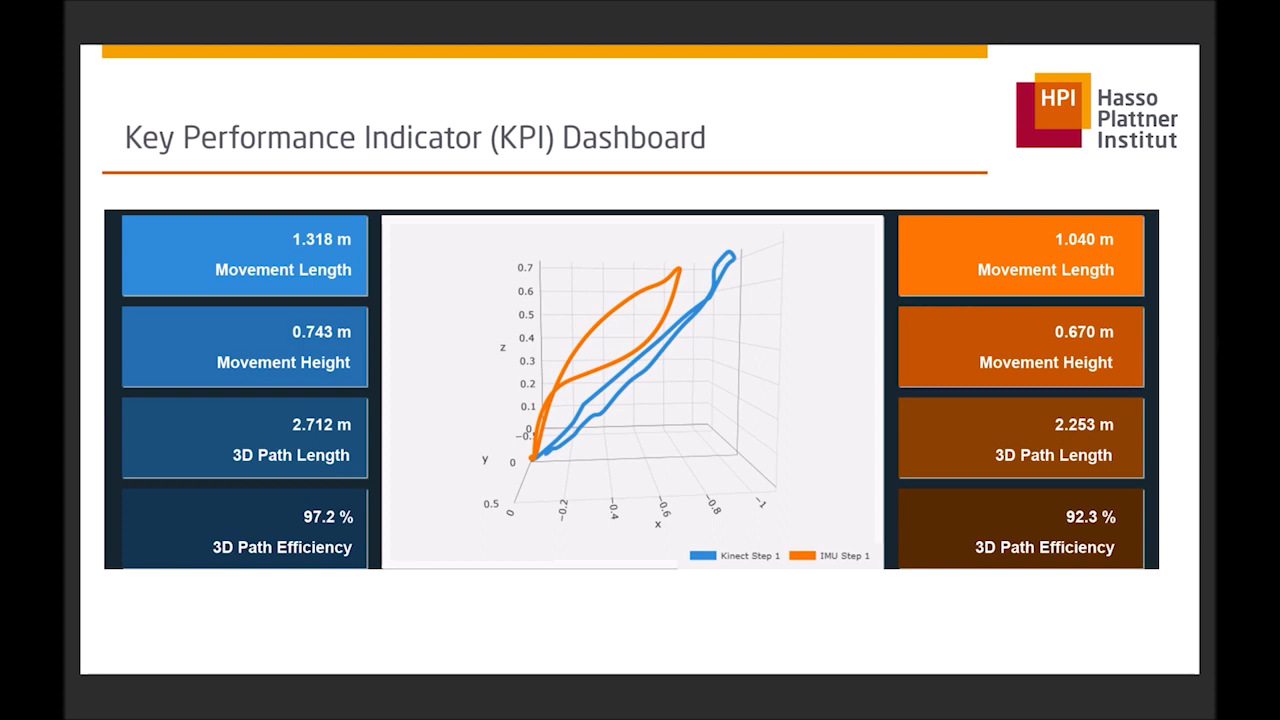 Key Performance Indicator (KPI) Dashboard
HPI
Hasso
Plattner
Institut
1.318 m
Movement Length
0.743 m
Movement Height
2.712 m
3D Path Length
97.2 %
3D Path Efficiency
0.7
0.6
0.5
0.4
0.3
0.2
0.1
0
z
y
0
0.5
0
−0.2
−0.4
−0.6
−0.8
−1
x
Kinect Step 1
IMU Step 1
1.040 m
Movement Length
0.670 m
Movement Height
2.253 m
3D Path Length
92.3 %
3D Path Efficiency